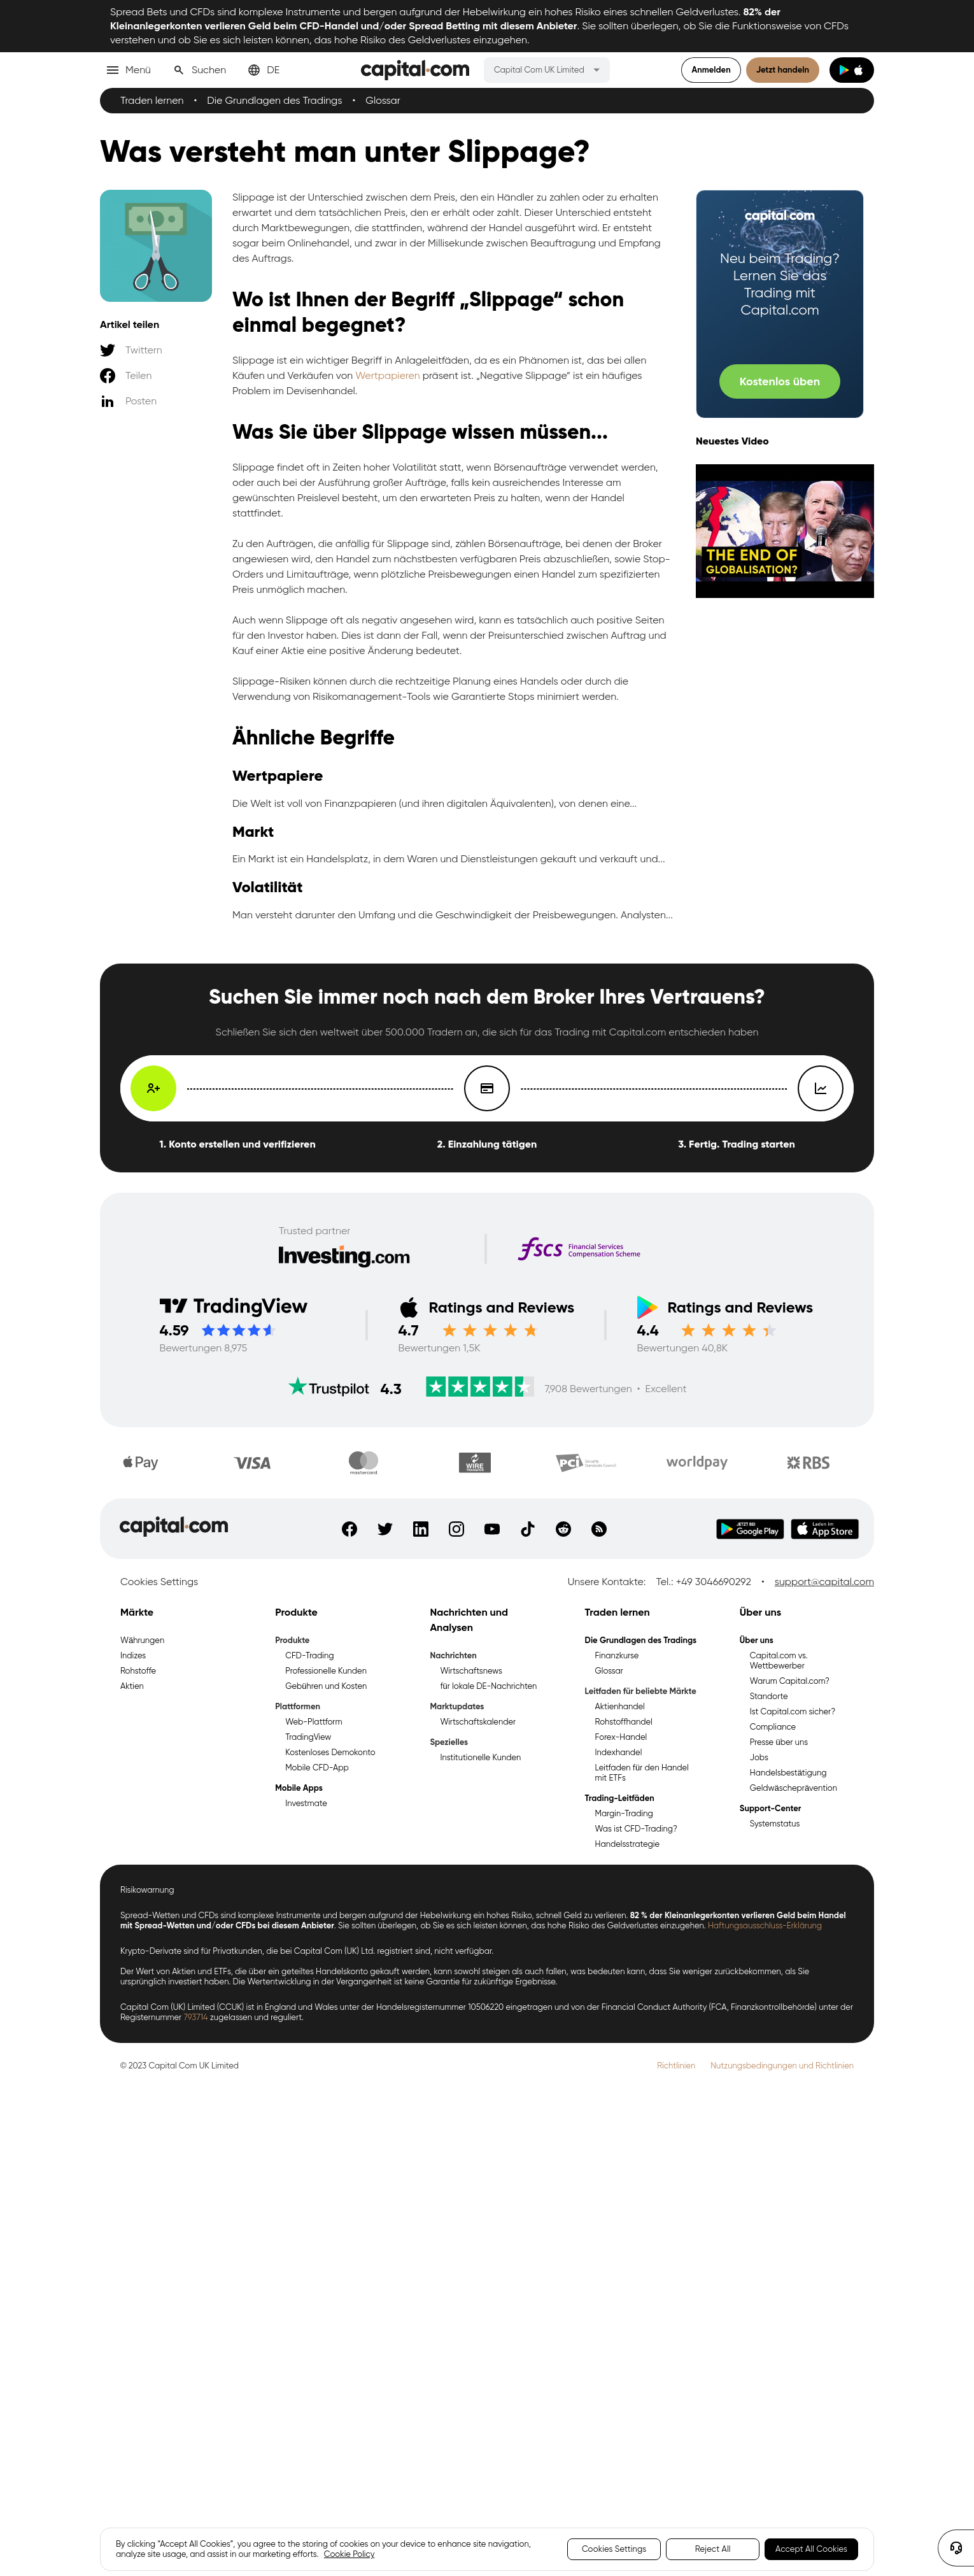 Spread Bets und CFDs sind komplexe Instrumente und bergen aufgrund der Hebelwirkung ein hohes Risiko eines schnellen Geldverlustes. 82% der
Kleinanlegerkonten verlieren Geld beim CFD-Handel und/oder Spread Betting mit diesem Anbieter. Sie sollten überlegen, ob Sie die Funktionsweise von CFDs
verstehen und ob Sie es sich leisten können, das hohe Risiko des Geldverlustes einzugehen.
Menü Suchen DE capital.com Capital Com UK Limited Anmelden Jetzt handeln
Traden lernen • Die Grundlagen des Tradings • Glossar
Was versteht man unter Slippage?
Slippage ist der Unterschied zwischen dem Preis, den ein Händler zu zahlen oder zu erhalten
erwartet und dem tatsächlichen Preis, den er erhält oder zahlt. Dieser Unterschied entsteht
durch Marktbewegungen, die stattfinden, während der Handel ausgeführt wird. Er entsteht
sogar beim Onlinehandel, und zwar in der Millisekunde zwischen Beauftragung und Empfang
des Auftrags.
Artikel teilen
Twittern
Teilen
Posten
Wo ist Ihnen der Begriff „Slippage“ schon
einmal begegnet?
Slippage ist ein wichtiger Begriff in Anlageleitfäden, da es ein Phänomen ist, das bei allen
Käufen und Verkäufen von Wertpapieren präsent ist. „Negative Slippage“ ist ein häufiges
Problem im Devisenhandel.
Was Sie über Slippage wissen müssen...
Slippage findet oft in Zeiten hoher Volatilität statt, wenn Börsenaufträge verwendet werden,
oder auch bei der Ausführung großer Aufträge, falls kein ausreichendes Interesse am
gewünschten Preislevel besteht, um den erwarteten Preis zu halten, wenn der Handel
stattfindet.
Zu den Aufträgen, die anfällig für Slippage sind, zählen Börsenaufträge, bei denen der Broker
angewiesen wird, den Handel zum nächstbesten verfügbaren Preis abzuschließen, sowie Stop-
Orders und Limitaufträge, wenn plötzliche Preisbewegungen einen Handel zum spezifizierten
Preis unmöglich machen.
Auch wenn Slippage oft als negativ angesehen wird, kann es tatsächlich auch positive Seiten
für den Investor haben. Dies ist dann der Fall, wenn der Preisunterschied zwischen Auftrag und
Kauf einer Aktie eine positive Änderung bedeutet.
Slippage-Risiken können durch die rechtzeitige Planung eines Handels oder durch die
Verwendung von Risikomanagement-Tools wie Garantierte Stops minimiert werden.
Ähnliche Begriffe
Wertpapiere
Die Welt ist voll von Finanzpapieren (und ihren digitalen Äquivalenten), von denen eine...
Markt
Ein Markt ist ein Handelsplatz, in dem Waren und Dienstleistungen gekauft und verkauft und...
Volatilität
Man versteht darunter den Umfang und die Geschwindigkeit der Preisbewegungen. Analysten...
capital.com
Neu beim Trading?
Lernen Sie das
Trading mit
Capital.com
Kostenlos üben
Neuestes Video
THE END OF
GLOBALISATION?
Suchen Sie immer noch nach dem Broker Ihres Vertrauens?
Schließen Sie sich den weltweit über 500.000 Tradern an, die sich für das Trading mit Capital.com entschieden haben
1. Konto erstellen und verifizieren 2. Einzahlung tätigen 3. Fertig. Trading starten
Trusted partner
Investing.com
fscs Financial Services
Compensation Scheme
TradingView
4.59
Bewertungen 8,975
Ratings and Reviews
4.7
Bewertungen 1,5K
Ratings and Reviews
4.4
Bewertungen 40,8K
Trustpilot 4.3 7,908 Bewertungen • Excellent
Pay VISA mastercard WIRE TRANSFER PCI worldpay RBS
capital.com JETZT BEI Google Play Laden im App Store
Cookies Settings
Unsere Kontakte: Tel.: +49 3046690292 • support@capital.com
Märkte
Währungen
Indizes
Rohstoffe
Aktien
Produkte
Produkte
CFD-Trading
Professionelle Kunden
Gebühren und Kosten
Plattformen
Web-Plattform
TradingView
Kostenloses Demokonto
Mobile CFD-App
Mobile Apps
Investmate
Nachrichten und
Analysen
Nachrichten
Wirtschaftsnews
für lokale DE-Nachrichten
Marktupdates
Wirtschaftskalender
Spezielles
Institutionelle Kunden
Traden lernen
Die Grundlagen des Tradings
Finanzkurse
Glossar
Leitfaden für beliebte Märkte
Aktienhandel
Rohstoffhandel
Forex-Handel
Indexhandel
Leitfaden für den Handel
mit ETFs
Trading-Leitfäden
Margin-Trading
Was ist CFD-Trading?
Handelsstrategie
Über uns
Über uns
Capital.com vs.
Wettbewerber
Warum Capital.com?
Standorte
Ist Capital.com sicher?
Compliance
Presse über uns
Jobs
Handelsbestätigung
Geldwäscheprävention
Support-Center
Systemstatus
Risikowarnung
Spread-Wetten und CFDs sind komplexe Instrumente und bergen aufgrund der Hebelwirkung ein hohes Risiko, schnell Geld zu verlieren. 82 % der Kleinanlegerkonten verlieren Geld beim Handel
mit Spread-Wetten und/oder CFDs bei diesem Anbieter. Sie sollten überlegen, ob Sie es sich leisten können, das hohe Risiko des Geldverlustes einzugehen. Haftungsausschluss-Erklärung
Krypto-Derivate sind für Privatkunden, die bei Capital Com (UK) Ltd. registriert sind, nicht verfügbar.
Der Wert von Aktien und ETFs, die über ein geteiltes Handelskonto gekauft werden, kann sowohl steigen als auch fallen, was bedeuten kann, dass Sie weniger zurückbekommen, als Sie
ursprünglich investiert haben. Die Wertentwicklung in der Vergangenheit ist keine Garantie für zukünftige Ergebnisse.
Capital Com (UK) Limited (CCUK) ist in England und Wales unter der Handelsregisternummer 10506220 eingetragen und von der Financial Conduct Authority (FCA, Finanzkontrollbehörde) unter der
Registernummer 793714 zugelassen und reguliert.
© 2023 Capital Com UK Limited Richtlinien Nutzungsbedingungen und Richtlinien
By clicking “Accept All Cookies”, you agree to the storing of cookies on your device to enhance site navigation,
analyze site usage, and assist in our marketing efforts. Cookie Policy
Cookies Settings Reject All Accept All Cookies